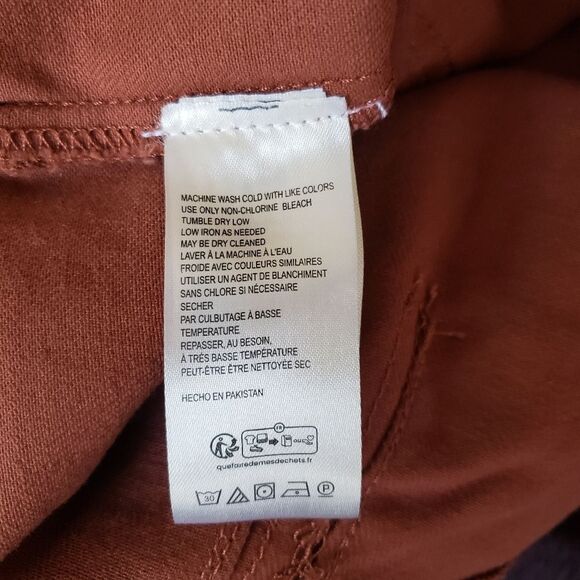 MACHINE WASH COLD WITH LIKE COLORS
USE ONLY NON-CHLORINE BLEACH
TUMBLE DRY LOW
LOW IRON AS NEEDED
MAY BE DRY CLEANED
LAVER À LA MACHINE À L'EAU
FROIDE AVEC COULEURS SIMILAIRES
UTILISER UN AGENT DE BLANCHIMENT
SANS CHLORE SI NÉCESSAIRE
SECHER
PAR CULBUTAGE À BASSE
TEMPERATURE
REPASSER, AU BESOIN,
À TRÈS BASSE TEMPÉRATURE
PEUT-ÊTRE ÊTRE NETTOYÉE SEC
HECHO EN PAKISTAN
FR
OU
quefairedemesdechets.fr
30 P